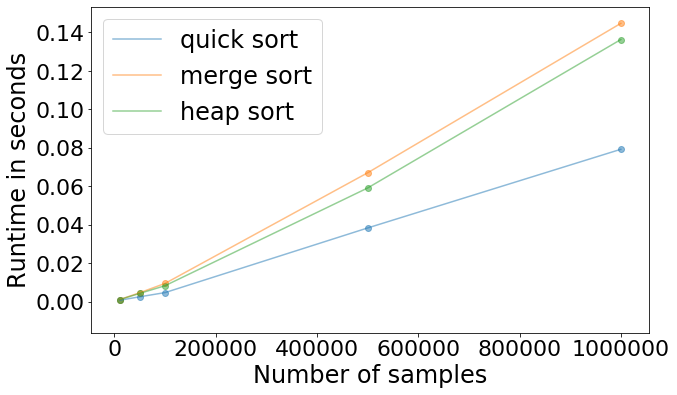 quick sort
merge sort
heap sort
Runtime in seconds
0.14
0.12
0.10
0.08
0.06
0.04
0.02
0.00
0 200000 400000 600000 800000 1000000
Number of samples